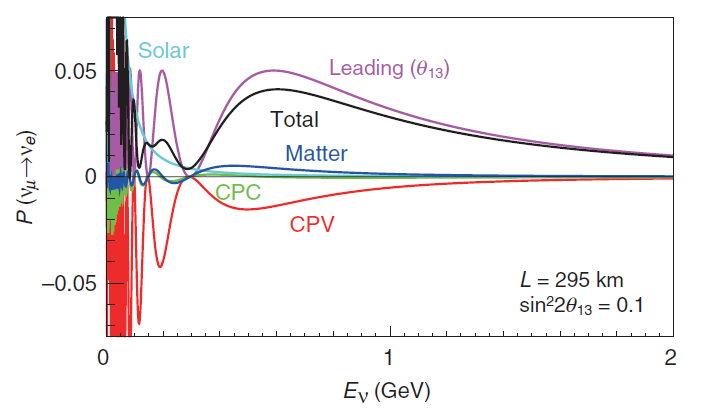 Solar
0.05
Leading (θ₁₃)
Total
Matter
0
CPC
CPV
−0.05
L = 295 km
sin²2θ₁₃ = 0.1
P (νμ→νe)
0
1
2
Eν (GeV)